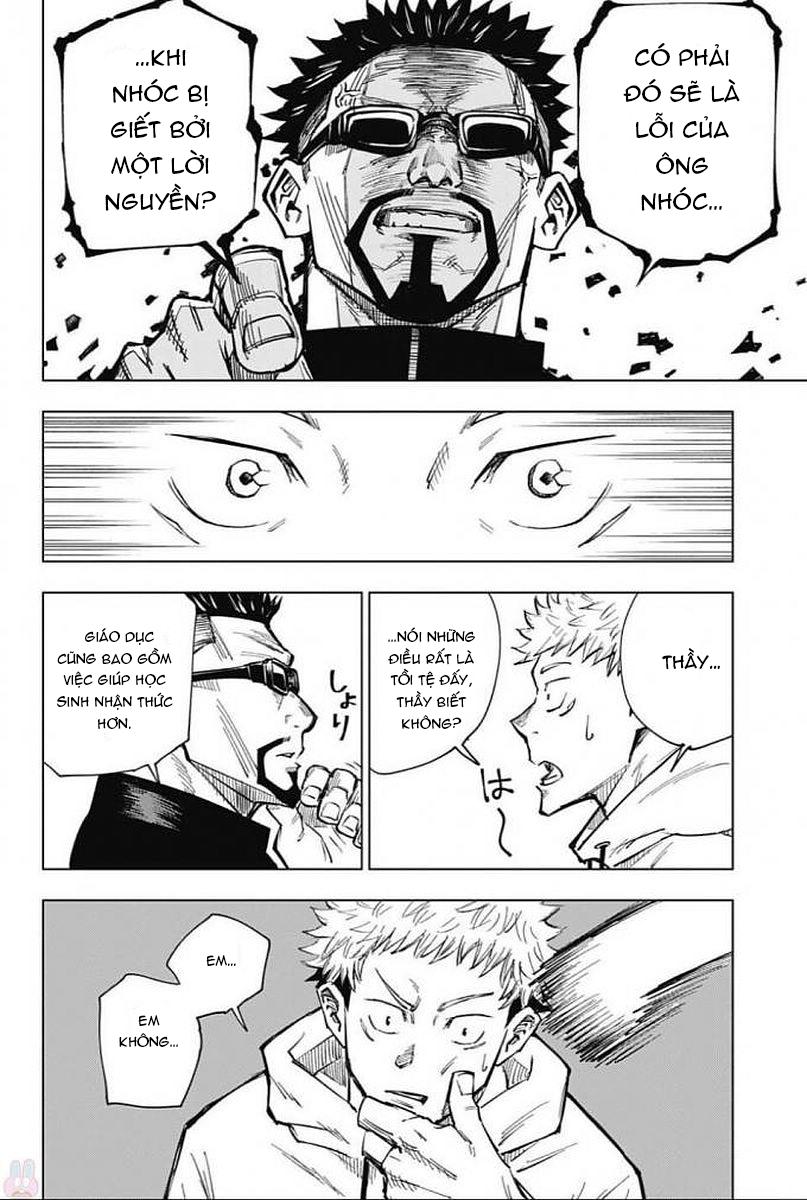 CÓ PHẢI
ĐÓ SẼ LÀ
LỖI CỦA
ÔNG
NHÓC...
...KHI
NHÓC BỊ
GIẾT BỞI
MỘT LỜI
NGUYỀN?
THẦY...
...NÓI NHỮNG
ĐIỀU RẤT LÀ
TỒI TỆ ĐẤY,
THẦY BIẾT
KHÔNG?
は〜
GIÁO DỤC
CŨNG BAO GỒM
VIỆC GIÚP HỌC
SINH NHẬN THỨC
HƠN.
しょり
EM...
EM
KHÔNG...